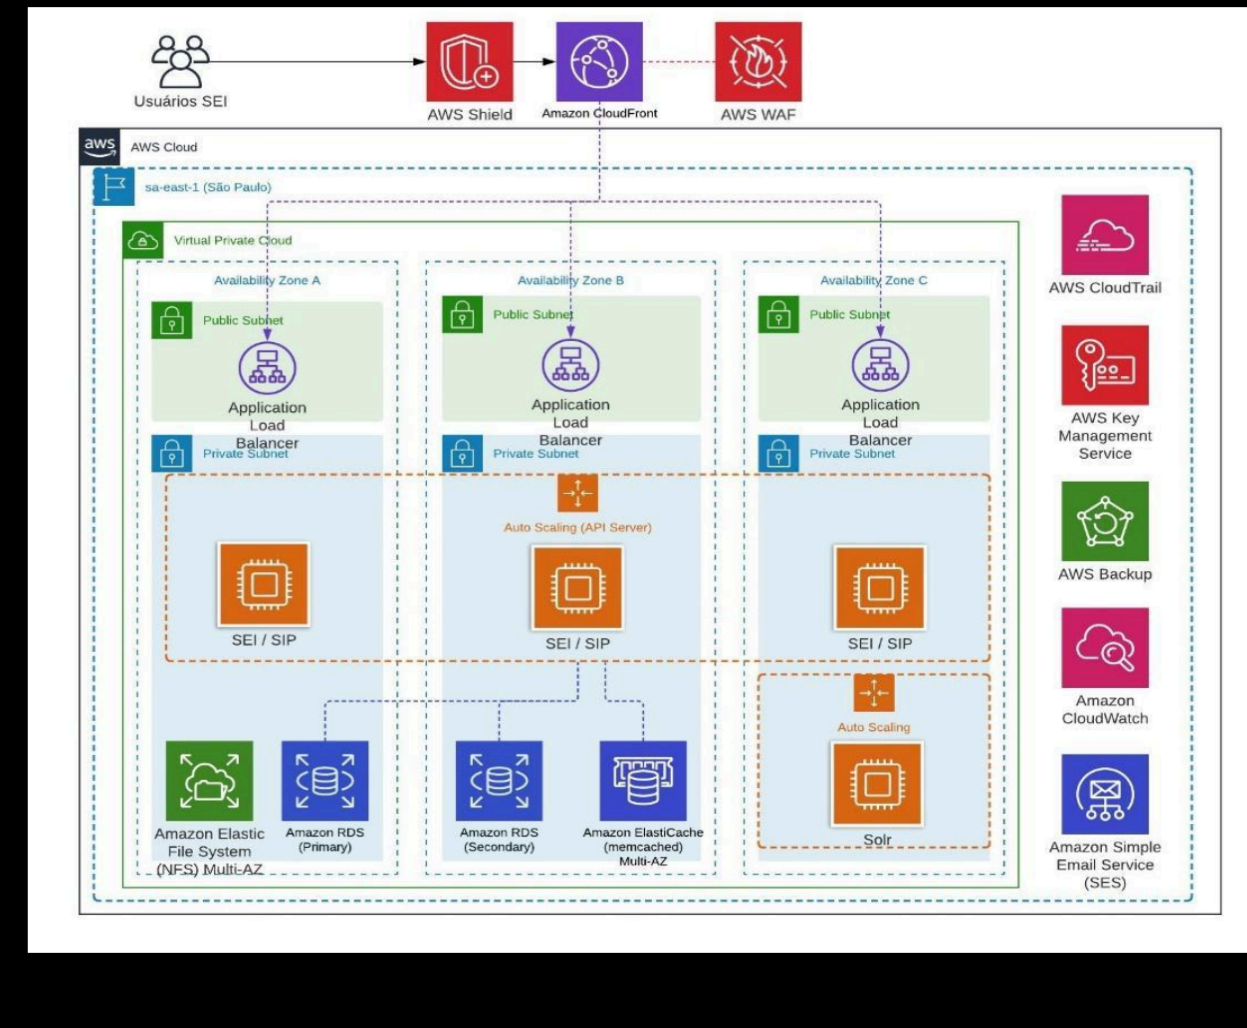 Usuários SEI
AWS Shield
Amazon CloudFront
AWS WAF
aws
AWS Cloud
sa-east-1 (São Paulo)
Virtual Private Cloud
Availability Zone A
Availability Zone B
Availability Zone C
Public Subnet
Public Subnet
Public Subnet
Application
Load
Balancer
Application
Load
Balancer
Application
Load
Balancer
Private Subnet
Private Subnet
Private Subnet
Auto Scaling (API Server)
SEI / SIP
SEI / SIP
SEI / SIP
Auto Scaling
Solr
Amazon Elastic
File System
(NFS) Multi-AZ
Amazon RDS
(Primary)
Amazon RDS
(Secondary)
Amazon ElastiCache
(memcached)
Multi-AZ
AWS CloudTrail
AWS Key
Management
Service
AWS Backup
Amazon
CloudWatch
Amazon Simple
Email Service
(SES)